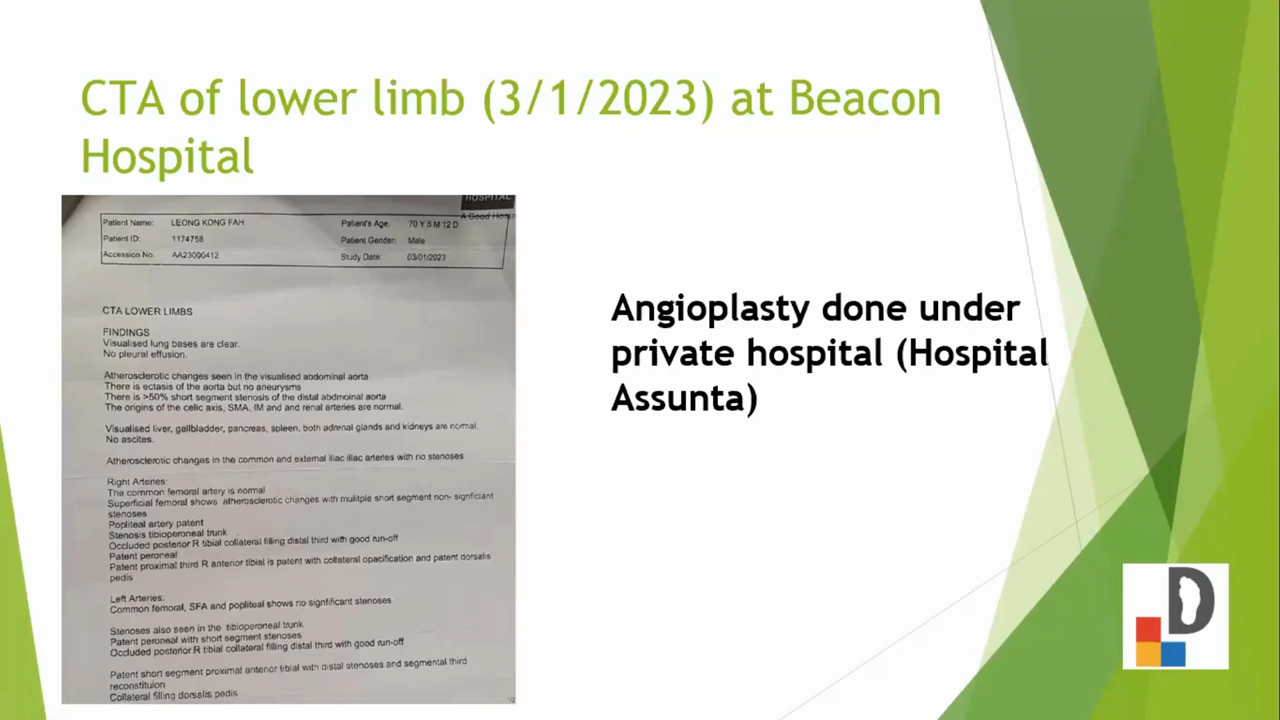 CTA of lower limb (3/1/2023) at Beacon
Hospital
HOSPITAL
A Good Hosp
Patient Name: LEONG KONG FAH Patient's Age: 70 Y 5 M 12 D
Patient ID: 1174758 Patient Gender: Male
Accession No: AA23000412 Study Date: 03/01/2023
CTA LOWER LIMBS
FINDINGS
Visualised lung bases are clear.
No pleural effusion.
Atherosclerotic changes seen in the visualised abdominal aorta
There is ectasis of the aorta but no aneurysms
There is >50% short segment stenosis of the distal abdmoinal aorta
The origins of the celic axis, SMA, IM and and renal arteries are normal.
Visualised liver, gallbladder, pancreas, spleen, both adrenal glands and kidneys are normal.
No ascites.
Atherosclerotic changes in the common and external iliac iliac arteries with no stenoses
Right Arteries:
The common femoral artery is normal
Superficial femoral shows atherosclerotic changes with mulitple short segment non- signficiant
stenoses
Popliteal artery patent
Stenosis tibioperoneal trunk
Occluded posterior R tibial collateral filling distal third with good run-off
Patent peroneal
Patent proximal third R anterior tibial is patent with collateral opacification and patent dorsalis
pedis
Left Arteries:
Common femoral, SFA and popliteal shows no signficant stenoses
Stenoses also seen in the tibioperoneal trunk
Patent peroneal with short segment stenoses
Occluded posterior R tibial collateral filling distal third with good run-off
Patent short segment proximal anterior tibial with distal stenoses and segmental third
reconstituion
Collateral filling dorsalis pedis
Angioplasty done under
private hospital (Hospital
Assunta)
D